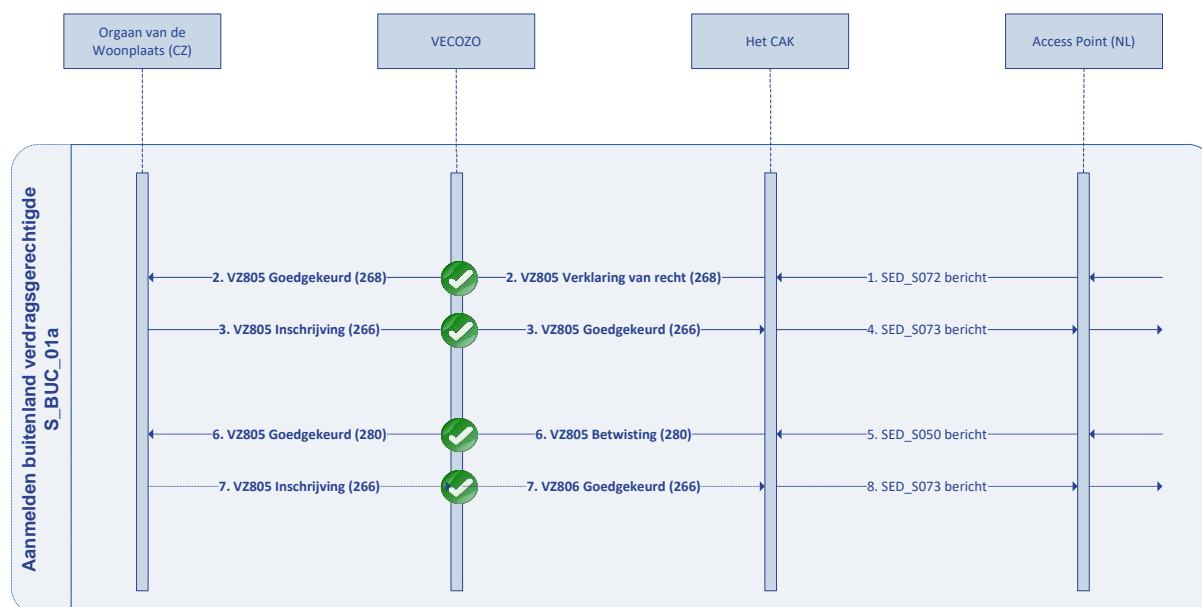 Orgaan van de
Woonplaats (CZ)
VECOZO
Het CAK
Access Point (NL)
Aanmelden buitenland verdragsgerechtigde
S_BUC_01a
2. VZ805 Goedgekeurd (268)
2. VZ805 Verklaring van recht (268)
1. SED_S072 bericht
3. VZ805 Inschrijving (266)
3. VZ805 Goedgekeurd (266)
4. SED_S073 bericht
6. VZ805 Goedgekeurd (280)
6. VZ805 Betwisting (280)
5. SED_S050 bericht
7. VZ805 Inschrijving (266)
7. VZ806 Goedgekeurd (266)
8. SED_S073 bericht